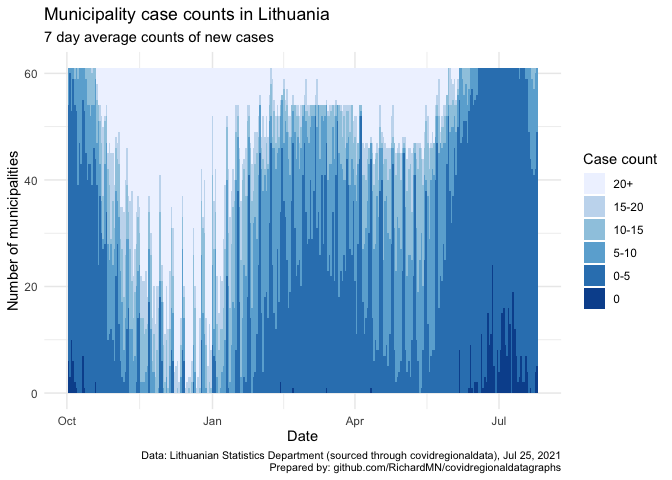 Municipality case counts in Lithuania
7 day average counts of new cases
Number of municipalities
60
40
20
0
Oct
Jan
Apr
Jul
Date
Case count
20+
15-20
10-15
5-10
0-5
0
Data: Lithuanian Statistics Department (sourced through covidregionaldata), Jul 25, 2021
Prepared by: github.com/RichardMN/covidregionaldatagraphs